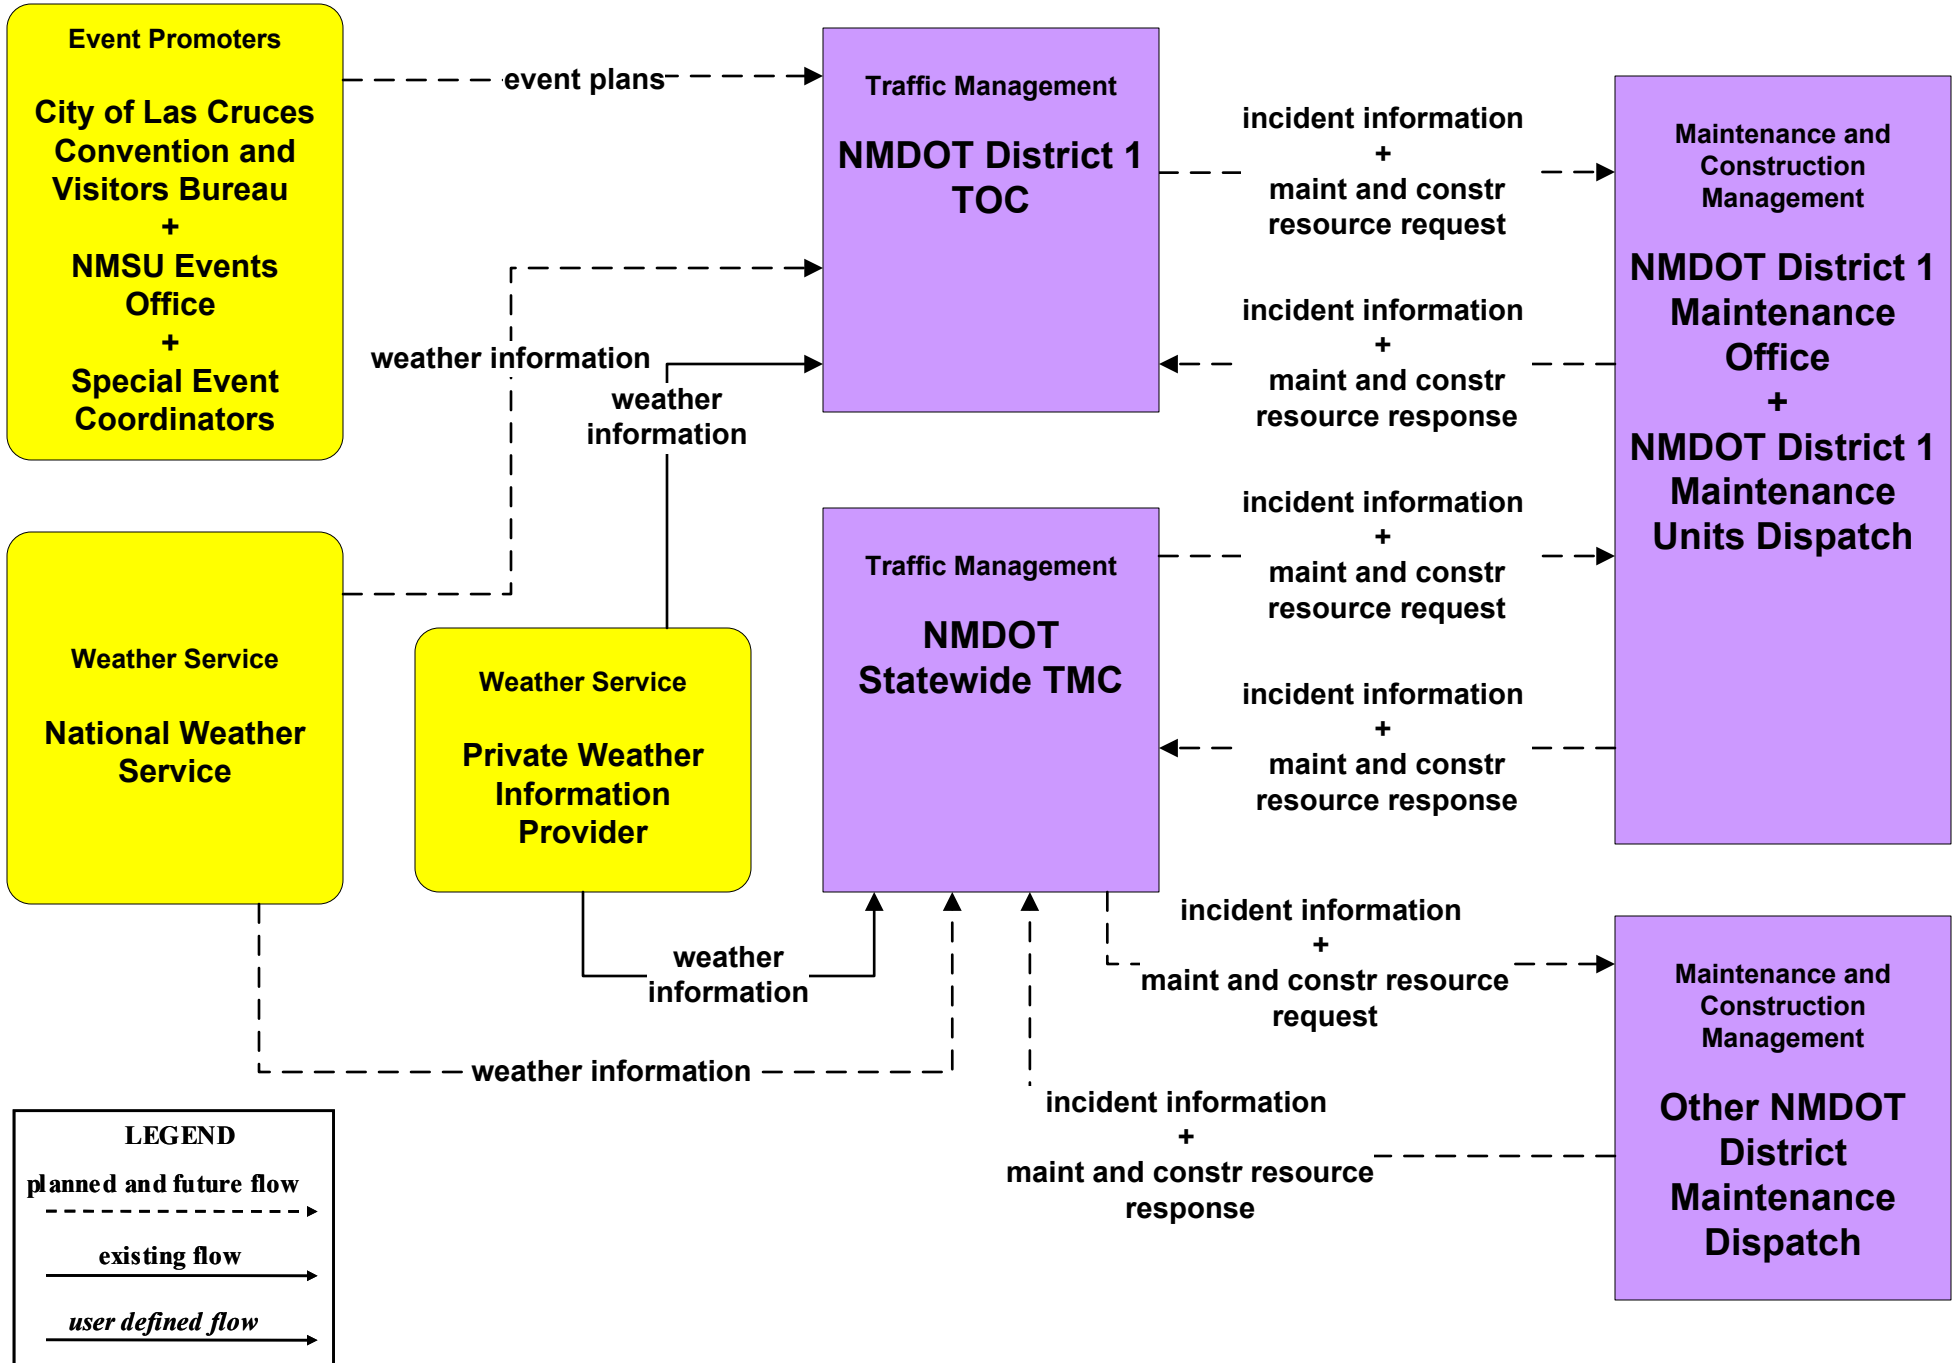 Event Promoters
City of Las Cruces
Convention and
Visitors Bureau
+
NMSU Events
Office
+
Special Event
Coordinators
event plans
Traffic Management
NMDOT District 1
TOC
incident information
+
maint and constr
resource request
Maintenance and
Construction
Management
NMDOT District 1
Maintenance
Office
+
NMDOT District 1
Maintenance
Units Dispatch
incident information
+
maint and constr
resource response
weather information
weather
information
Weather Service
National Weather
Service
Weather Service
Private Weather
Information
Provider
Traffic Management
NMDOT
Statewide TMC
incident information
+
maint and constr
resource request
incident information
+
maint and constr
resource response
weather
information
incident information
+
maint and constr resource
request
Maintenance and
Construction
Management
Other NMDOT
District
Maintenance
Dispatch
weather information
incident information
+
maint and constr resource
response
LEGEND
planned and future flow
existing flow
user defined flow